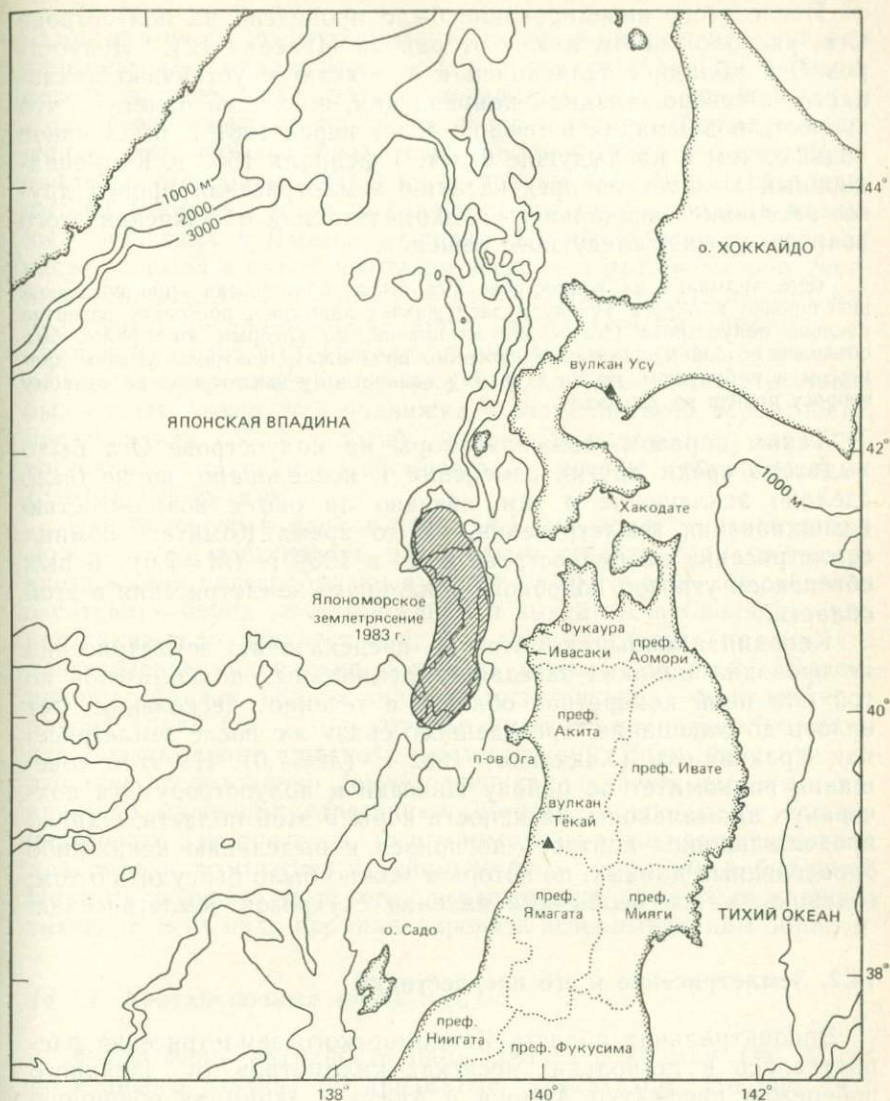 1000 м
2000
3000
44°
о. ХОККАЙДО
вулкан Усу
ЯПОНСКАЯ ВПАДИНА
42°
1000 м
Хакодате
Япономорское
землетрясение
1983 г.
Фукаура
Ивасаки
преф.
Аомори
40°
преф.
Акита
п-ов Ога
преф. Ивате
вулкан
Тёкай
преф.
Ямагата
преф.
Мияги
ТИХИЙ ОКЕАН
о. Садо
38°
преф.
Ниигата
преф. Фукусима
138°
140°
142°